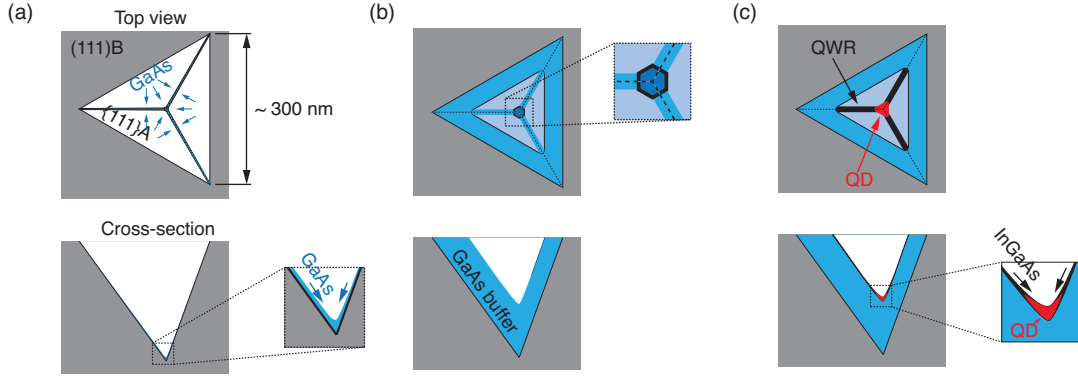 (a)
Top view
(111)B
GaAs
{111}A
~ 300 nm
Cross-section
GaAs
(b)
GaAs buffer
(c)
QWR
QD
InGaAs
QD